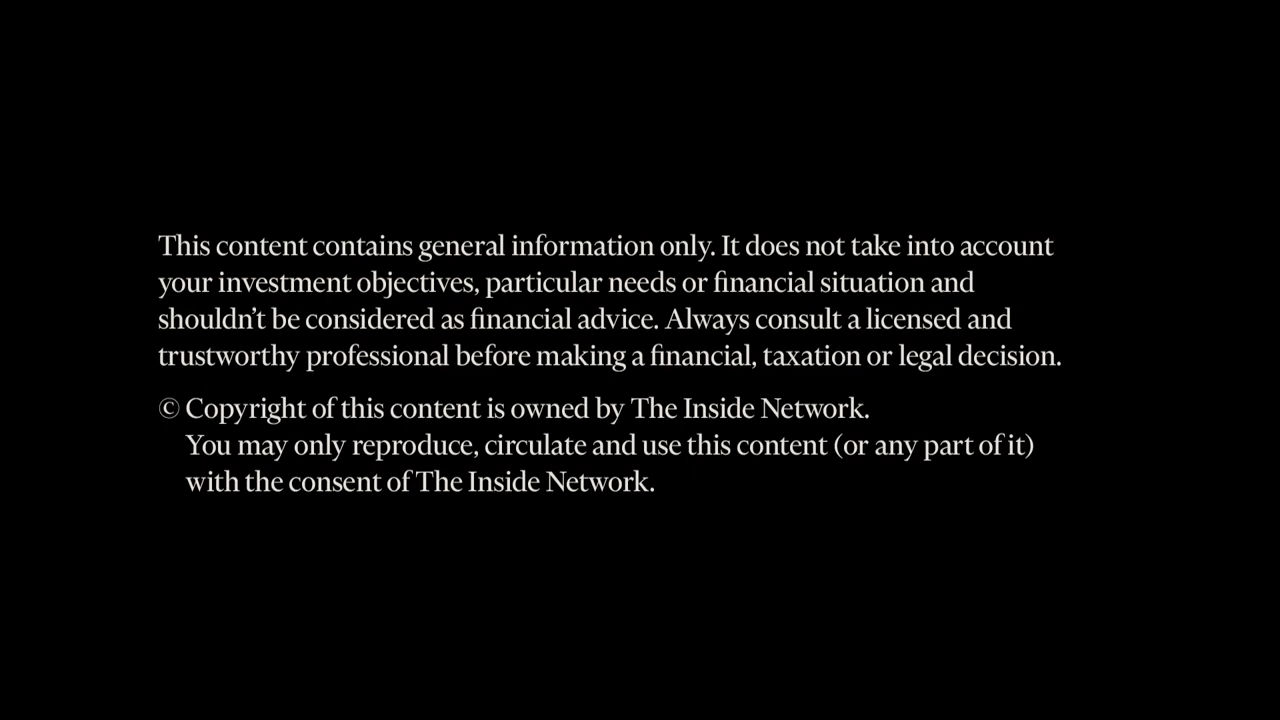 This content contains general information only. It does not take into account
your investment objectives, particular needs or financial situation and
shouldn’t be considered as financial advice. Always consult a licensed and
trustworthy professional before making a financial, taxation or legal decision.
© Copyright of this content is owned by The Inside Network.
You may only reproduce, circulate and use this content (or any part of it)
with the consent of The Inside Network.